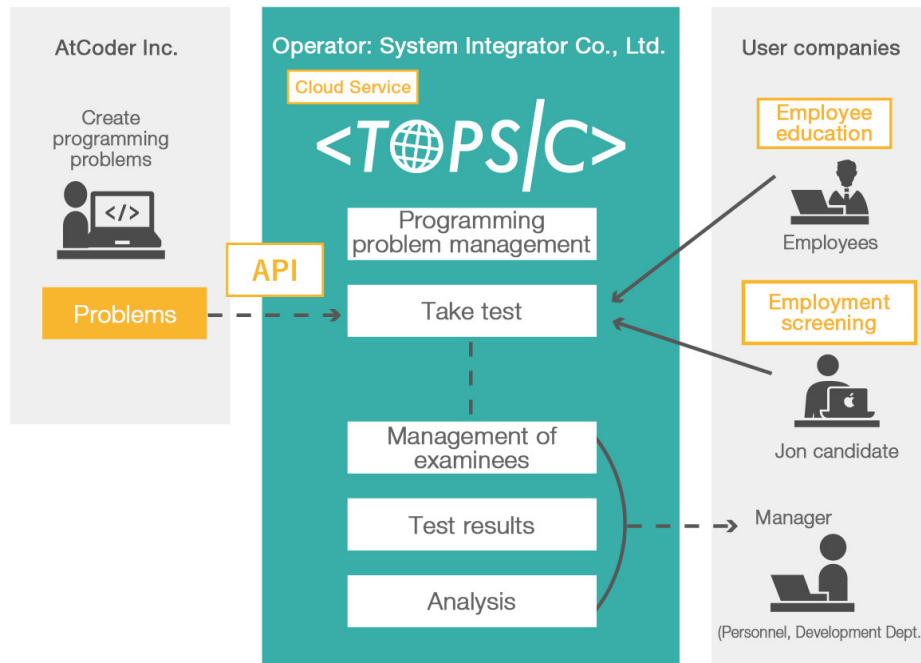 AtCoder Inc.
Create
programming
problems
</>
Problems
API
Operator: System Integrator Co., Ltd.
Cloud Service
<TOPS/C>
Programming
problem management
Take test
Management of
examinees
Test results
Analysis
User companies
Employee
education
Employees
Employment
screening
Jon candidate
Manager
(Personnel, Development Dept.